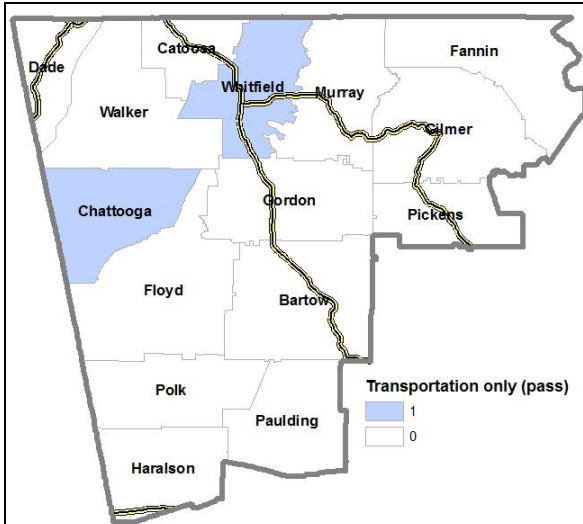 Catoosa
Fannin
Dade
Whitfield
Murray
Walker
Gilmer
Chattooga
Gordon
Pickens
Floyd
Bartow
Transportation only (pass)
1
0
Polk
Paulding
Haralson